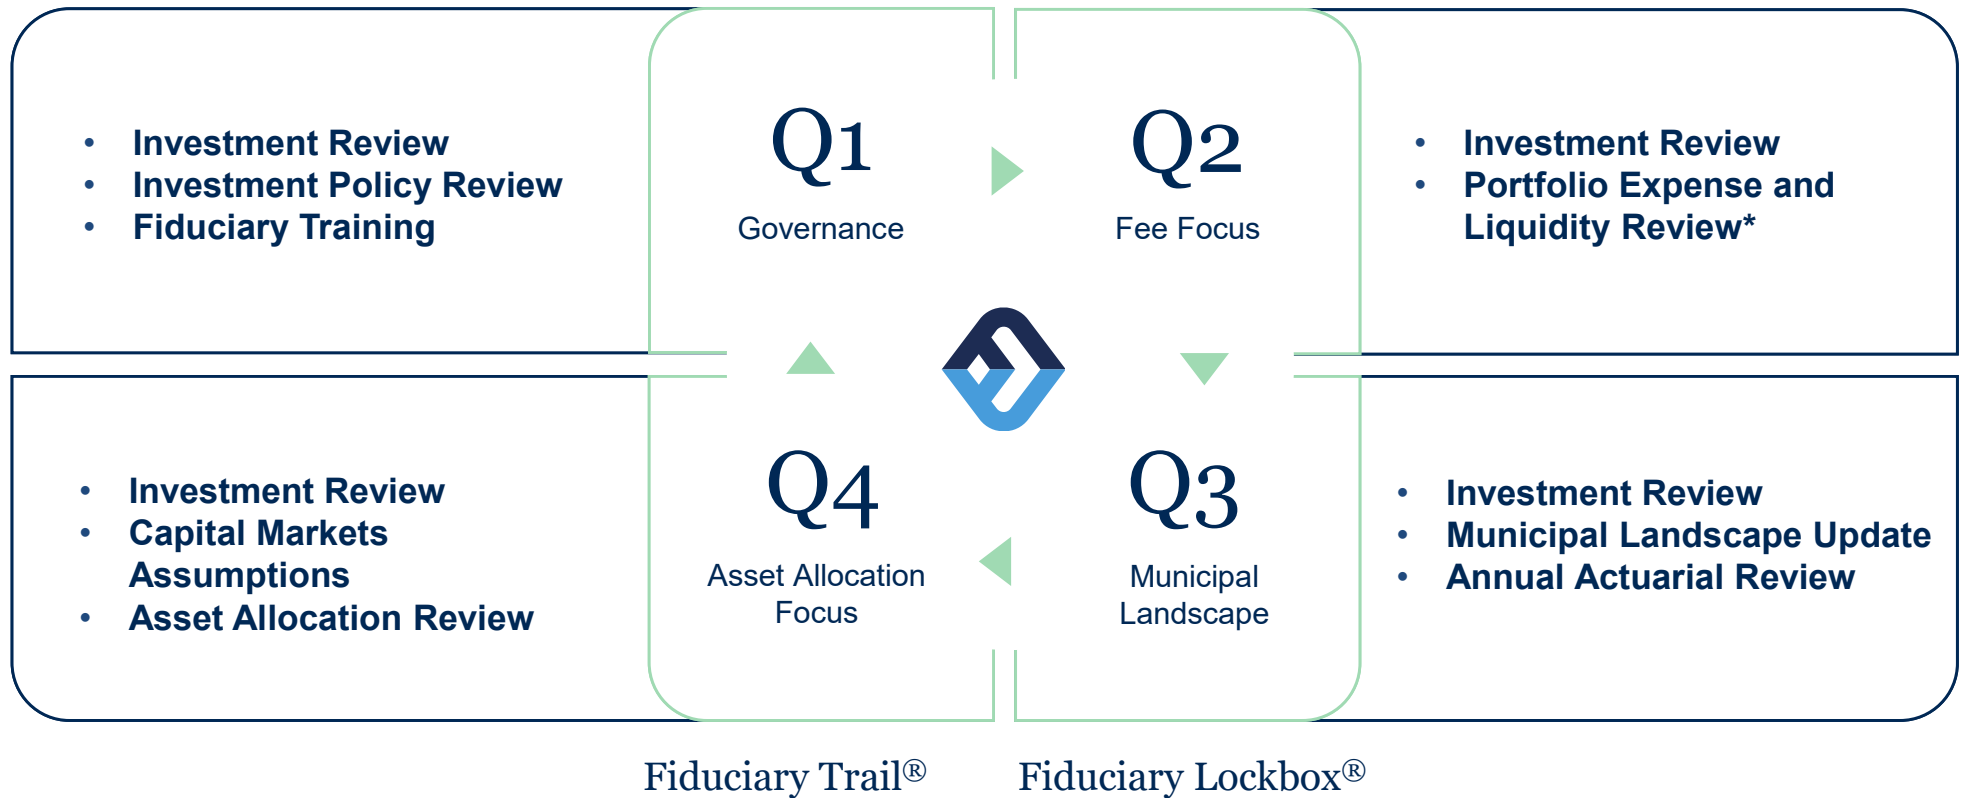 • Investment Review
• Investment Policy Review
• Fiduciary Training
Q1
Governance
Q2
Fee Focus
• Investment Review
• Portfolio Expense and
Liquidity Review*
• Investment Review
• Capital Markets
Assumptions
• Asset Allocation Review
Q4
Asset Allocation
Focus
Q3
Municipal
Landscape
• Investment Review
• Municipal Landscape Update
• Annual Actuarial Review
Fiduciary Trail®
Fiduciary Lockbox®